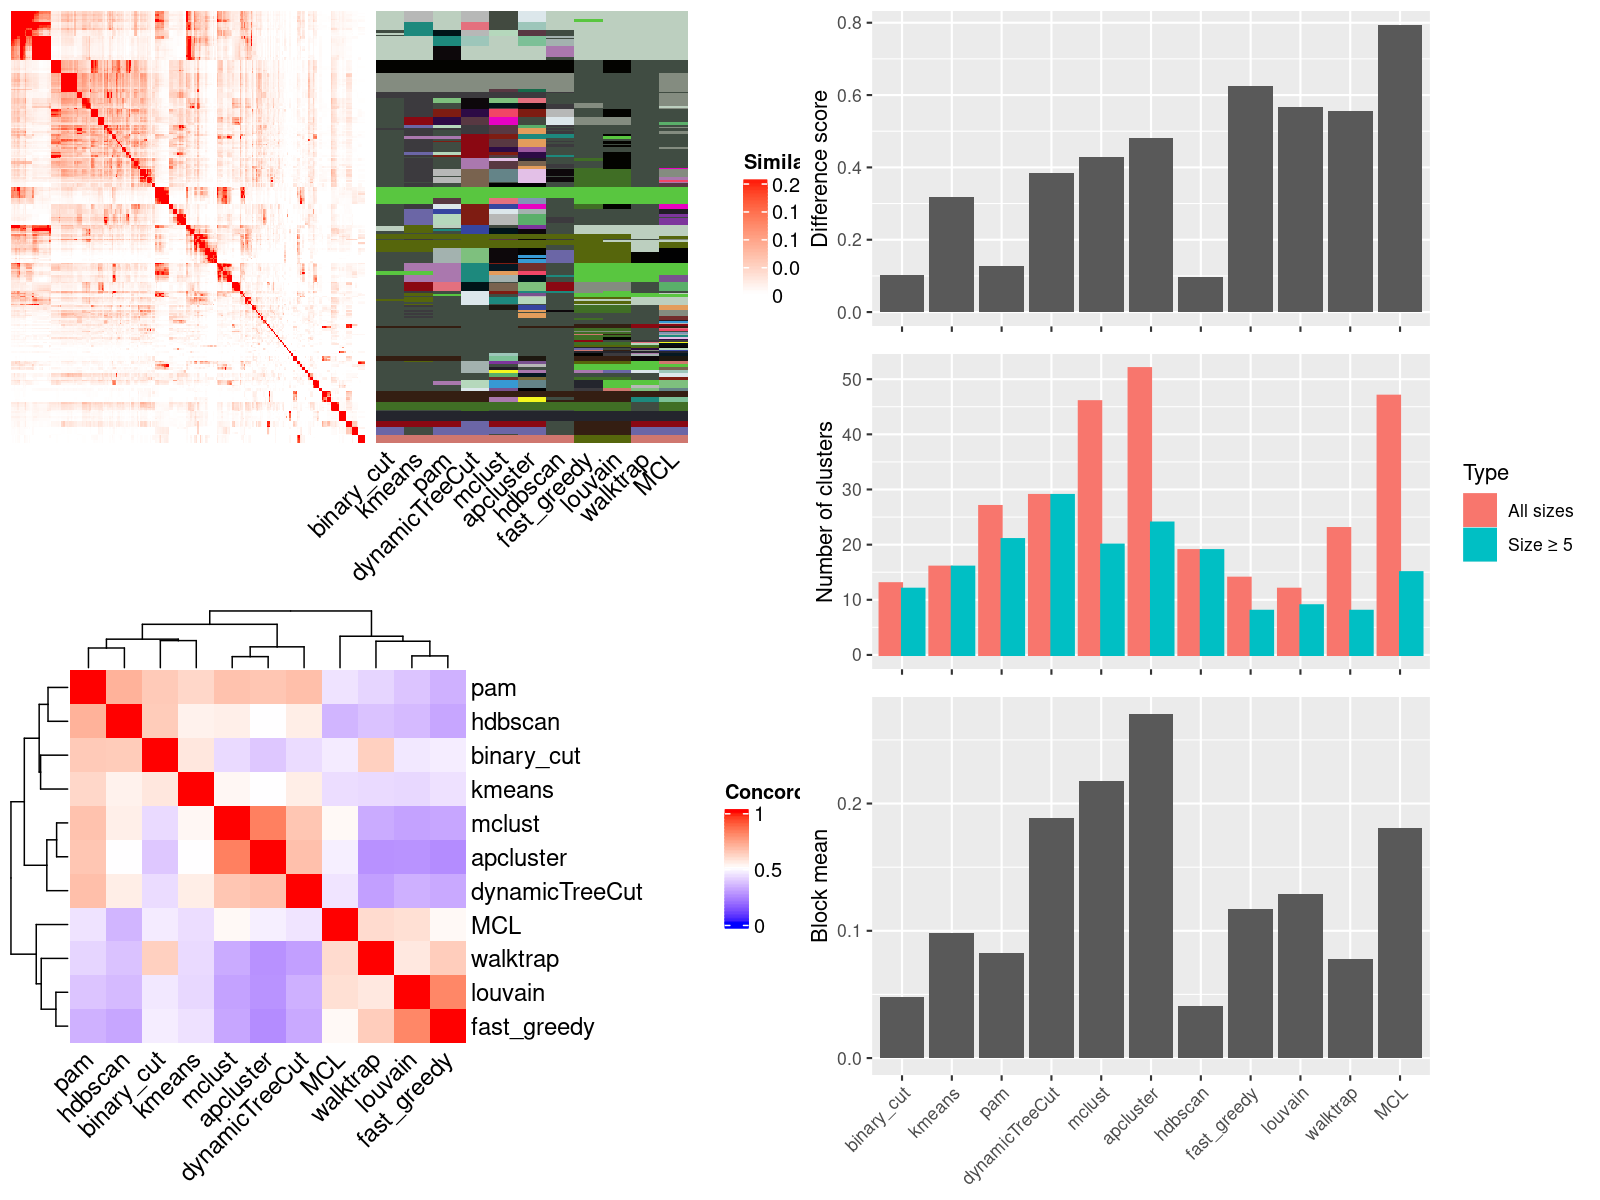 Simila
0.2
0.1
0.1
0.0
0
binary_cut
kmeans
pam
dynamicTreeCut
mclust
apcluster
hdbscan
fast_greedy
louvain
walktrap
MCL
pam
hdbscan
binary_cut
kmeans
mclust
apcluster
dynamicTreeCut
MCL
walktrap
louvain
fast_greedy
pam
hdbscan
binary_cut
kmeans
mclust
apcluster
dynamicTreeCut
MCL
walktrap
louvain
fast_greedy
Concord
1
0.5
0
Difference score
0.8
0.6
0.4
0.2
0.0
Number of clusters
50
40
30
20
10
0
Type
All sizes
Size ≥ 5
Block mean
0.2
0.1
0.0
binary_cut
kmeans
pam
dynamicTreeCut
mclust
apcluster
hdbscan
fast_greedy
louvain
walktrap
MCL